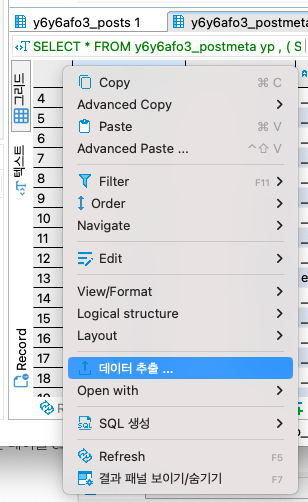 y6y6afo3_posts 1
y6y6afo3_postmeta
SELECT * FROM y6y6afo3_postmeta yp , ( S
그리드
텍스트
Record
4
5
6
7
8
9
10
11
12
13
14
15
16
17
18
Copy ⌘ C
Advanced Copy
Paste ⌘ V
Advanced Paste ... ^⇧ V
Filter F11
Order
Navigate
Edit
View/Format
Logical structure
Layout
데이터 추출 ...
Open with
SQL 생성
Refresh F5
결과 패널 보이기/숨기기 F7